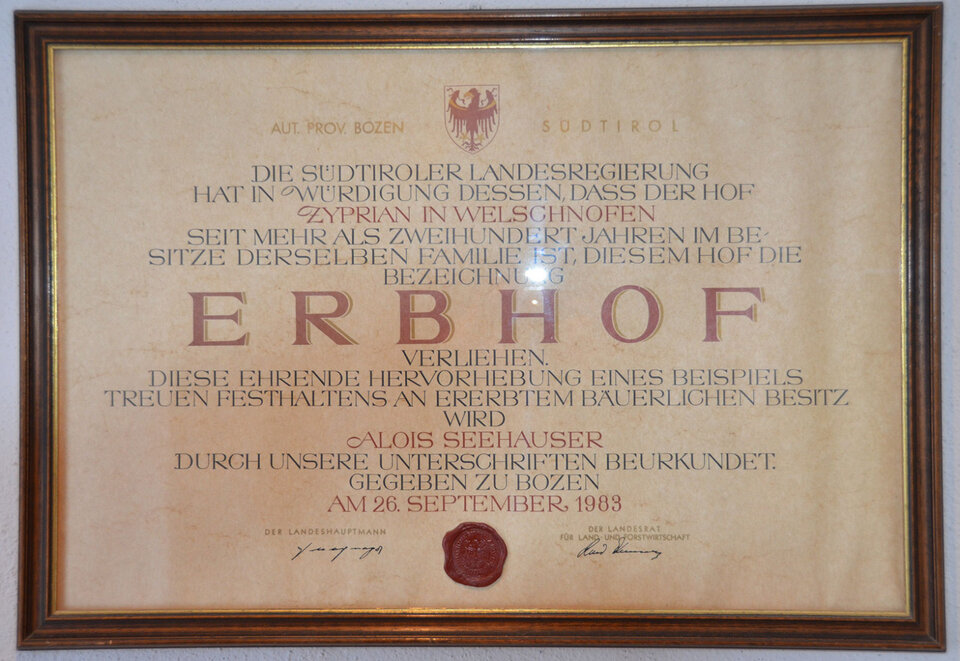 AUT. PROV. BOZEN SÜDTIROL
DIE SÜDTIROLER LANDESREGIERUNG
HAT IN WÜRDIGUNG DESSEN, DASS DER HOF
ZYPRIAN IN WELSCHNOFEN
SEIT MEHR ALS ZWEIHUNDERT JAHREN IM BE-
SITZE DERSELBEN FAMILIE IST, DIESEM HOF DIE
BEZEICHNUNG
ERBHOF
VERLIEHEN.
DIESE EHRENDE HERVORHEBUNG EINES BEISPIELS
TREUEN FESTHALTENS AN ERERBTEM BÄUERLICHEN BESITZ
WIRD
ALOIS SEEHAUSER
DURCH UNSERE UNTERSCHRIFTEN BEURKUNDET.
GEGEBEN ZU BOZEN
AM 26. SEPTEMBER 1983
DER LANDESHAUPTMANN
DER LANDESRAT
FÜR LAND- UND FORSTWIRTSCHAFT